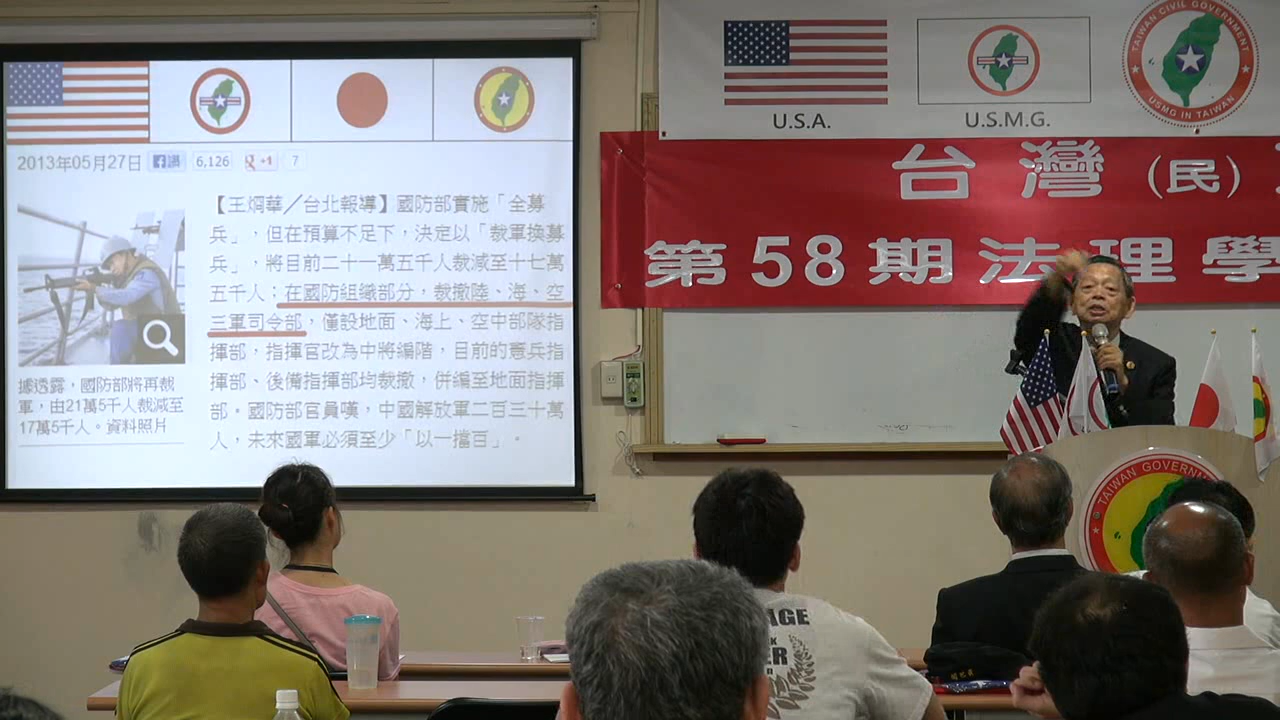 2013年05月27日
6,126
+1
7
【王烱華／台北報導】國防部實施「全募
兵」，但在預算不足下，決定以「裁軍換募
兵」，將目前二十一萬五千人裁減至十七萬
五千人；在國防組織部分，裁撤陸、海、空
三軍司令部，僅設地面、海上、空中部隊指
揮部，指揮官改為中將編階，目前的憲兵指
揮部、後備指揮部均裁撤，併編至地面指揮
部。國防部官員嘆，中國解放軍二百三十萬
人，未來國軍必須至少「以一擋百」。
據透露，國防部將再裁
軍，由21萬5千人裁減至
17萬5千人。資料照片
U.S.A.
U.S.M.G.
TAIWAN CIVIL GOVERNMENT
USMG IN TAIWAN
台灣(民)
第58期法理學
TAIWAN GOVERN